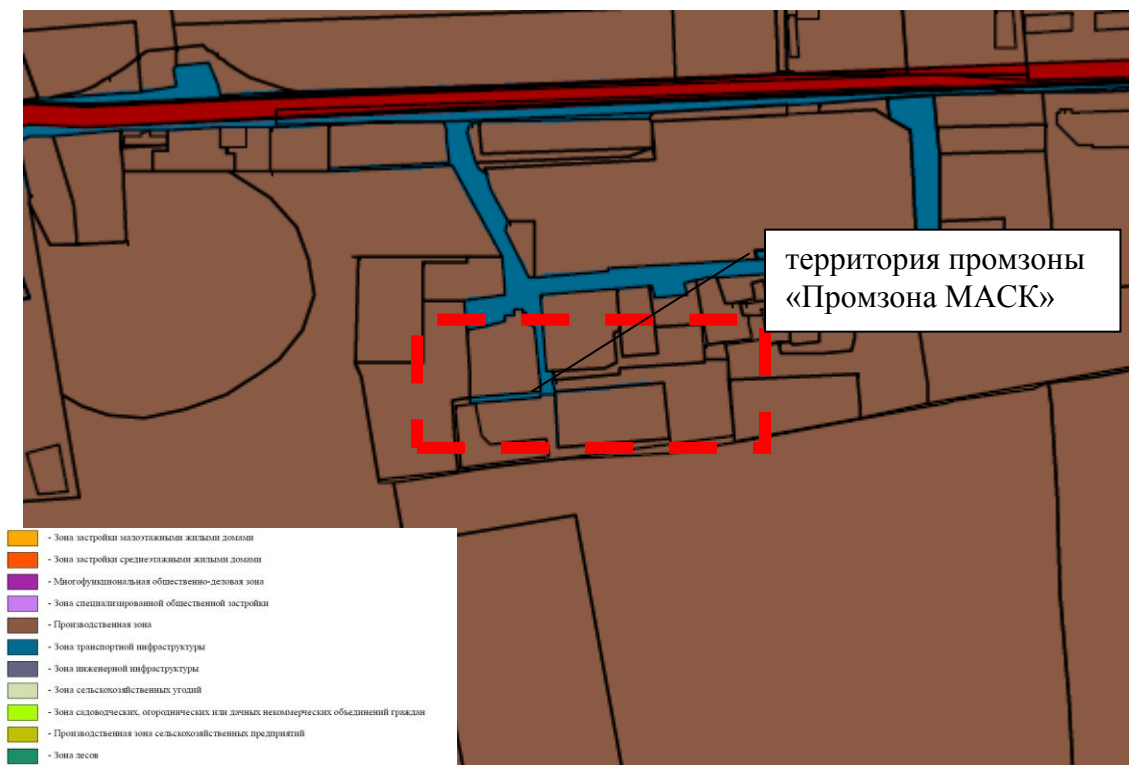 территория промзоны
«Промзона МАСК»
- Зона застройки малоэтажными жилыми домами
- Зона застройки среднеэтажными жилыми домами
- Многофункциональная общественно-деловая зона
- Зона специализированной общественной застройки
- Производственная зона
- Зона транспортной инфраструктуры
- Зона инженерной инфраструктуры
- Зона сельскохозяйственных угодий
- Зона садоводческих, огороднических или дачных некоммерческих объединений граждан
- Производственная зона сельскохозяйственных предприятий
- Зона лесов